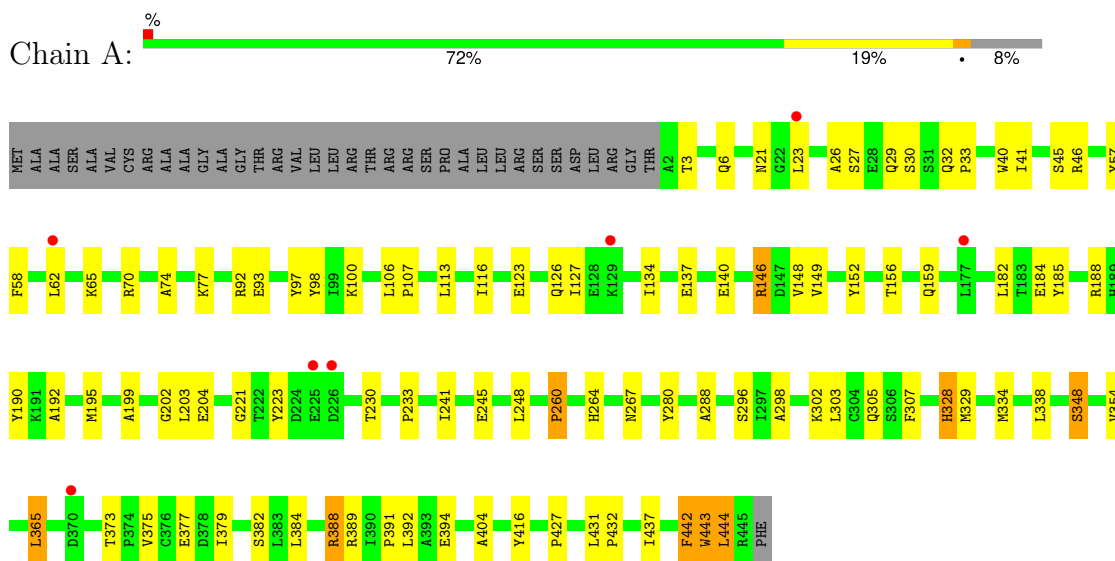 %
Chain A:
72% 19% • 8%
MET ALA ALA SER ALA VAL CYS ARG ALA ALA GLY ALA GLY THR ARG VAL LEU LEU ARG THR ARG ARG SER PRO ALA LEU LEU ARG SER SER ASP LEU ARG GLY THR A2 T3 Q6 N21 G22 L23 A26 S27 E28 Q29 S30 S31 Q32 P33 W40 I41 S45 R46
F58 L62 K65 R70 A74 K77 R92 E93 Y97 Y98 I99 K100 L106 P107 L113 I116 E123 Q126 I127 E128 K129 I134 E137 E140 R146 D147 V148 V149 Y152 T156 Q159 L177 L182 T183 E184 Y185 R188 H189
Y190 K191 A192 M195 A199 G202 L203 E204 G221 T222 Y223 D224 E225 D226 T230 P233 I241 E245 L248 P260 H264 N267 Y280 A288 S296 I297 A298 K302 L303 C304 Q305 S306 F307 H328 M329 M334 L338 S348
L365 D370 T373 P374 V375 C376 E377 D378 I379 S382 L383 L384 R388 R389 I390 P391 L392 A393 E394 A404 Y416 P427 L431 P432 I437 F442 W443 L444 R445 PHE